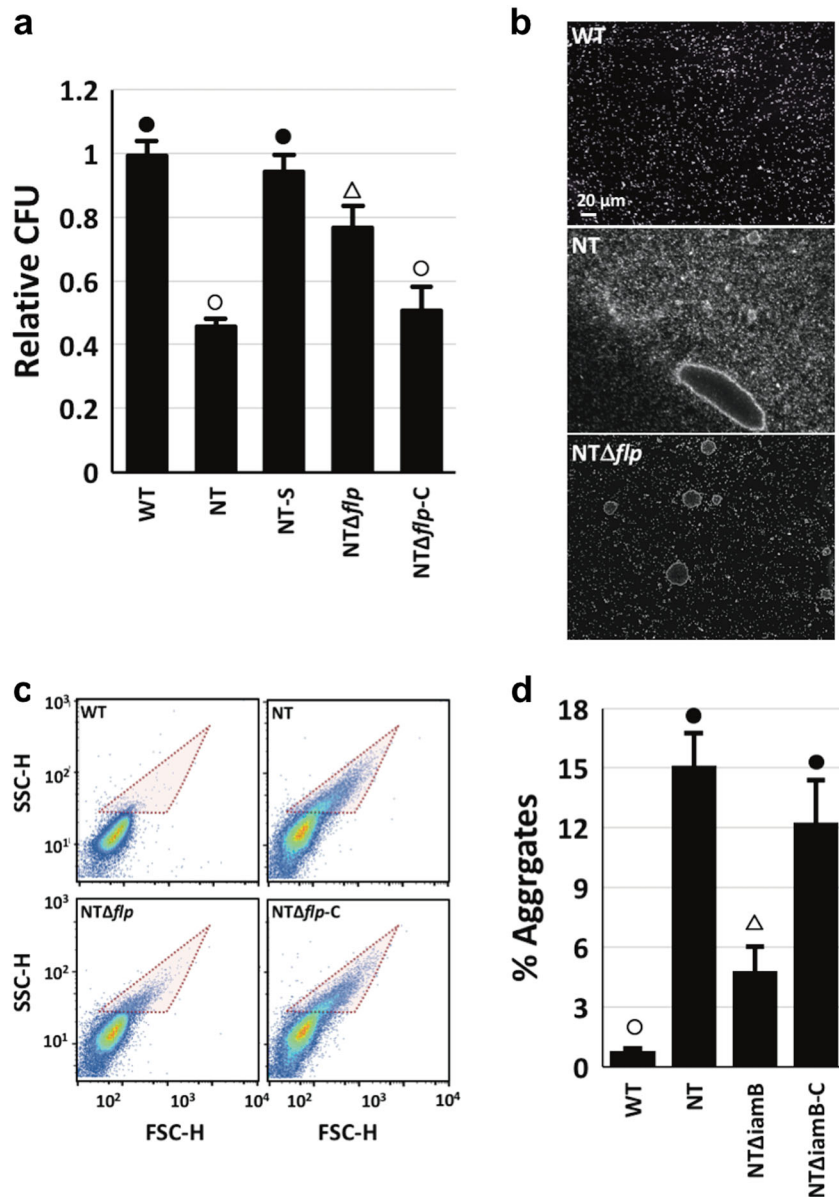 a
Relative CFU
1.2
1
0.8
0.6
0.4
0.2
0
WT
NT
NT-S
NTΔflp
NTΔflp-C
b
WT
20 µm
NT
NTΔflp
c
SSC-H
10³
10²
10¹
WT
NT
SSC-H
10³
10²
10¹
NTΔflp
NTΔflp-C
10² 10³ 10⁴
10² 10³ 10⁴
FSC-H
FSC-H
d
% Aggrgates
18
15
12
9
6
3
0
WT
NT
NTΔiamB
NTΔiamB-C